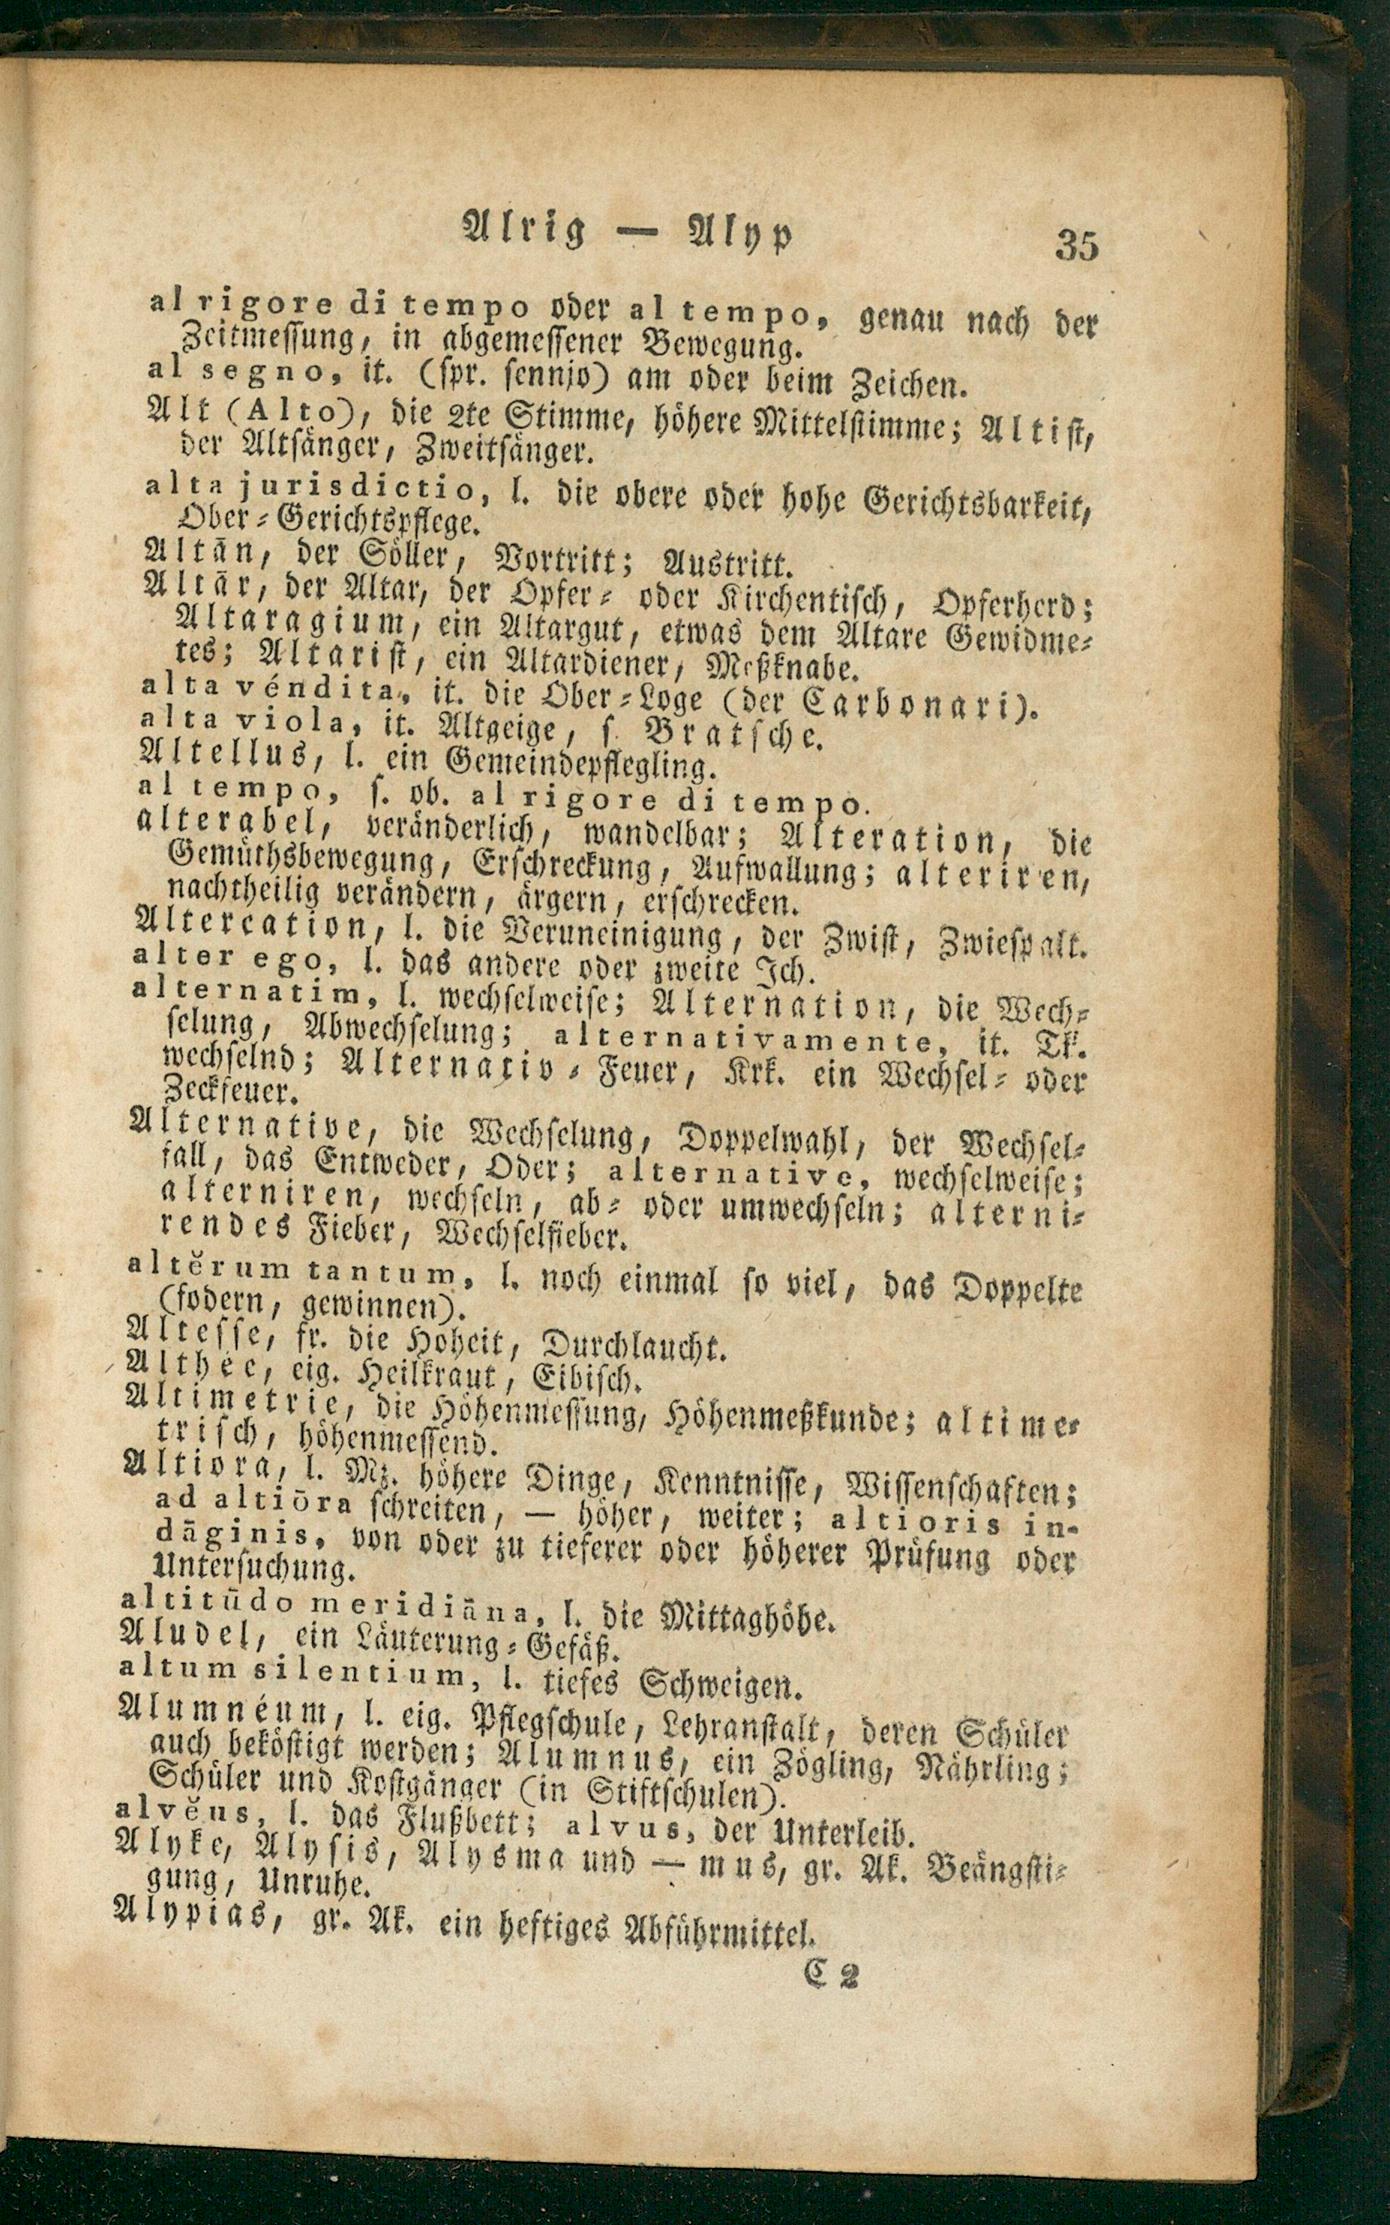 Alrig — Alyp
35
al rigore di tempo oder al tempo, genau nach der
Zeitmessung, in abgemessener Bewegung.
al segno, it. (spr. sennjo) am oder beim Zeichen.
Alt (Alto), die 2te Stimme, höhere Mittelstimme; Altist,
der Altsänger, Zweitsänger.
alta jurisdictio, l. die obere oder hohe Gerichtsbarkeit,
Ober-Gerichtspflege.
Altān, der Söller, Vortritt; Austritt.
Altār, der Altar, der Opfer- oder Kirchentisch, Opferherd;
Altaragium, ein Altargut, etwas dem Altare Gewidme-
tes; Altarist, ein Altardiener, Meßknabe.
alta véndita, it. die Ober-Loge (der Carbonari).
alta viola, it. Altgeige, s. Bratsche.
Altellus, l. ein Gemeindepflegling.
al tempo, s. ob. al rigore di tempo.
alterabel, veränderlich, wandelbar; Alteration, die
Gemüthsbewegung, Erschreckung, Aufwallung; alteriren,
nachtheilig verändern, ärgern, erschrecken.
Altercation, l. die Veruneinigung, der Zwist, Zwiespalt.
alter ego, l. das andere oder zweite Ich.
alternatim, l. wechselweise; Alternation, die Wech-
selung, Abwechselung; alternativamente, it. Tk.
wechselnd; Alternativ-Feuer, Krk. ein Wechsel- oder
Zeckfeuer.
Alternative, die Wechselung, Doppelwahl, der Wechsel-
fall, das Entweder, Oder; alternative, wechselweise;
alterniren, wechseln, ab- oder umwechseln; alterni-
rendes Fieber, Wechselfieber.
altĕrum tantum, l. noch einmal so viel, das Doppelte
(fodern, gewinnen).
Altesse, fr. die Hoheit, Durchlaucht.
Althée, eig. Heilkraut, Eibisch.
Altimetrie, die Höhenmessung, Höhenmeßkunde; altime-
trisch, höhenmessend.
Altiora, l. Mz. höhere Dinge, Kenntnisse, Wissenschaften;
ad altiōra schreiten, — höher, weiter; altioris in-
dāginis, von oder zu tieferer oder höherer Prüfung oder
Untersuchung.
altitūdo meridiāna, l. die Mittaghöhe.
Aludel, ein Läuterung-Gefäß.
altum silentium, l. tiefes Schweigen.
Alumnéum, l. eig. Pflegschule, Lehranstalt, deren Schüler
auch beköstigt werden; Alumnus, ein Zögling, Nährling;
Schüler und Kostgänger (in Stiftschulen).
alvĕus, l. das Flußbett; alvus, der Unterleib.
Alyke, Alysis, Alysma und — mus, gr. Ak. Beängsti-
gung, Unruhe.
Alypias, gr. Ak. ein heftiges Abführmittel.
C 2